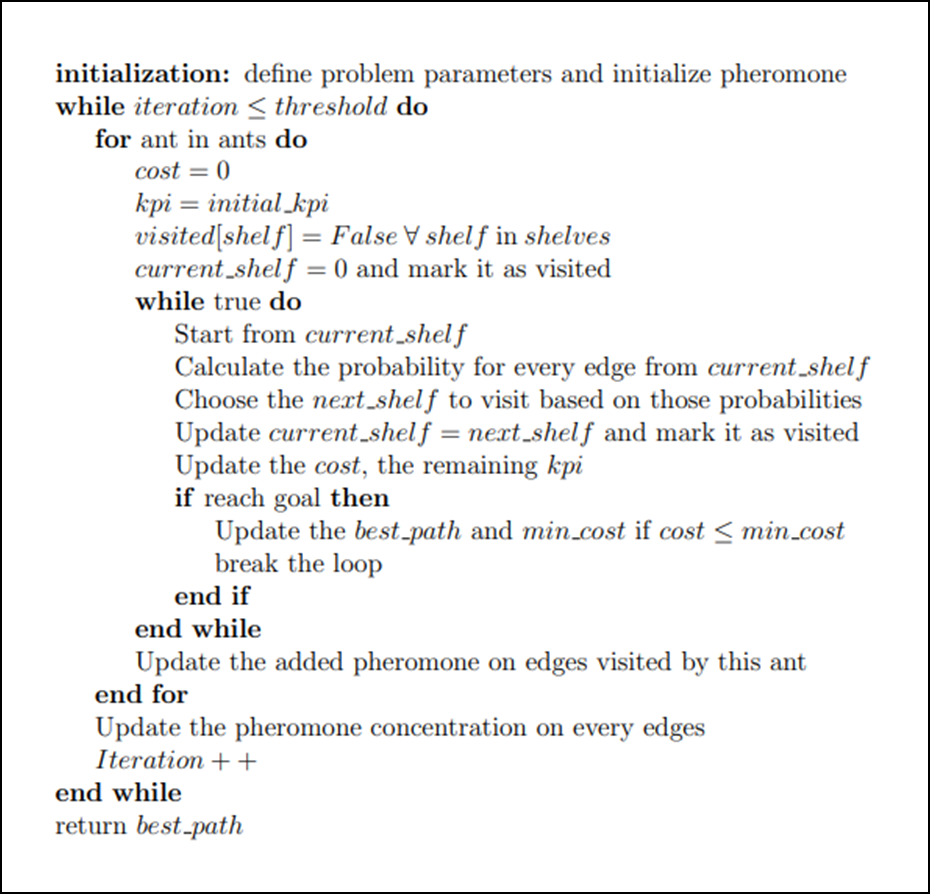 initialization: define problem parameters and initialize pheromone
while iteration ≤ threshold do
for ant in ants do
cost = 0
kpi = initial_kpi
visited[shelf] = False ∀ shelf in shelves
current_shelf = 0 and mark it as visited
while true do
Start from current_shelf
Calculate the probability for every edge from current_shelf
Choose the next_shelf to visit based on those probabilities
Update current_shelf = next_shelf and mark it as visited
Update the cost, the remaining kpi
if reach goal then
Update the best_path and min_cost if cost ≤ min_cost
break the loop
end if
end while
Update the added pheromone on edges visited by this ant
end for
Update the pheromone concentration on every edges
Iteration + +
end while
return best_path